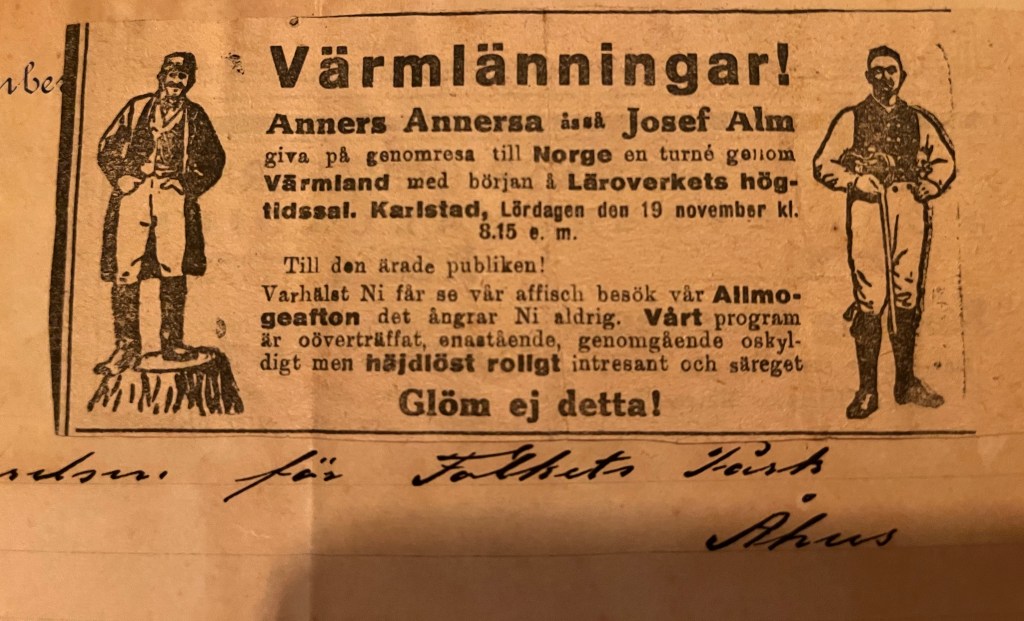 Värmlänningar!
Anners Annersa åsså Josef Alm
giva på genomresa till Norge en turné genom
Värmland med början å Läroverkets hög-
tidssal. Karlstad, Lördagen den 19 november kl.
8.15 e. m.
Till den ärade publiken!
Varhälst Ni får se vår affisch besök vår Allmo-
geafton det ångrar Ni aldrig. Vårt program
är oöverträffat, enastående, genomgående oskyl-
digt men häjdlöst roligt intresant och säreget
Glöm ej detta!
för Folkets Park
Åhus